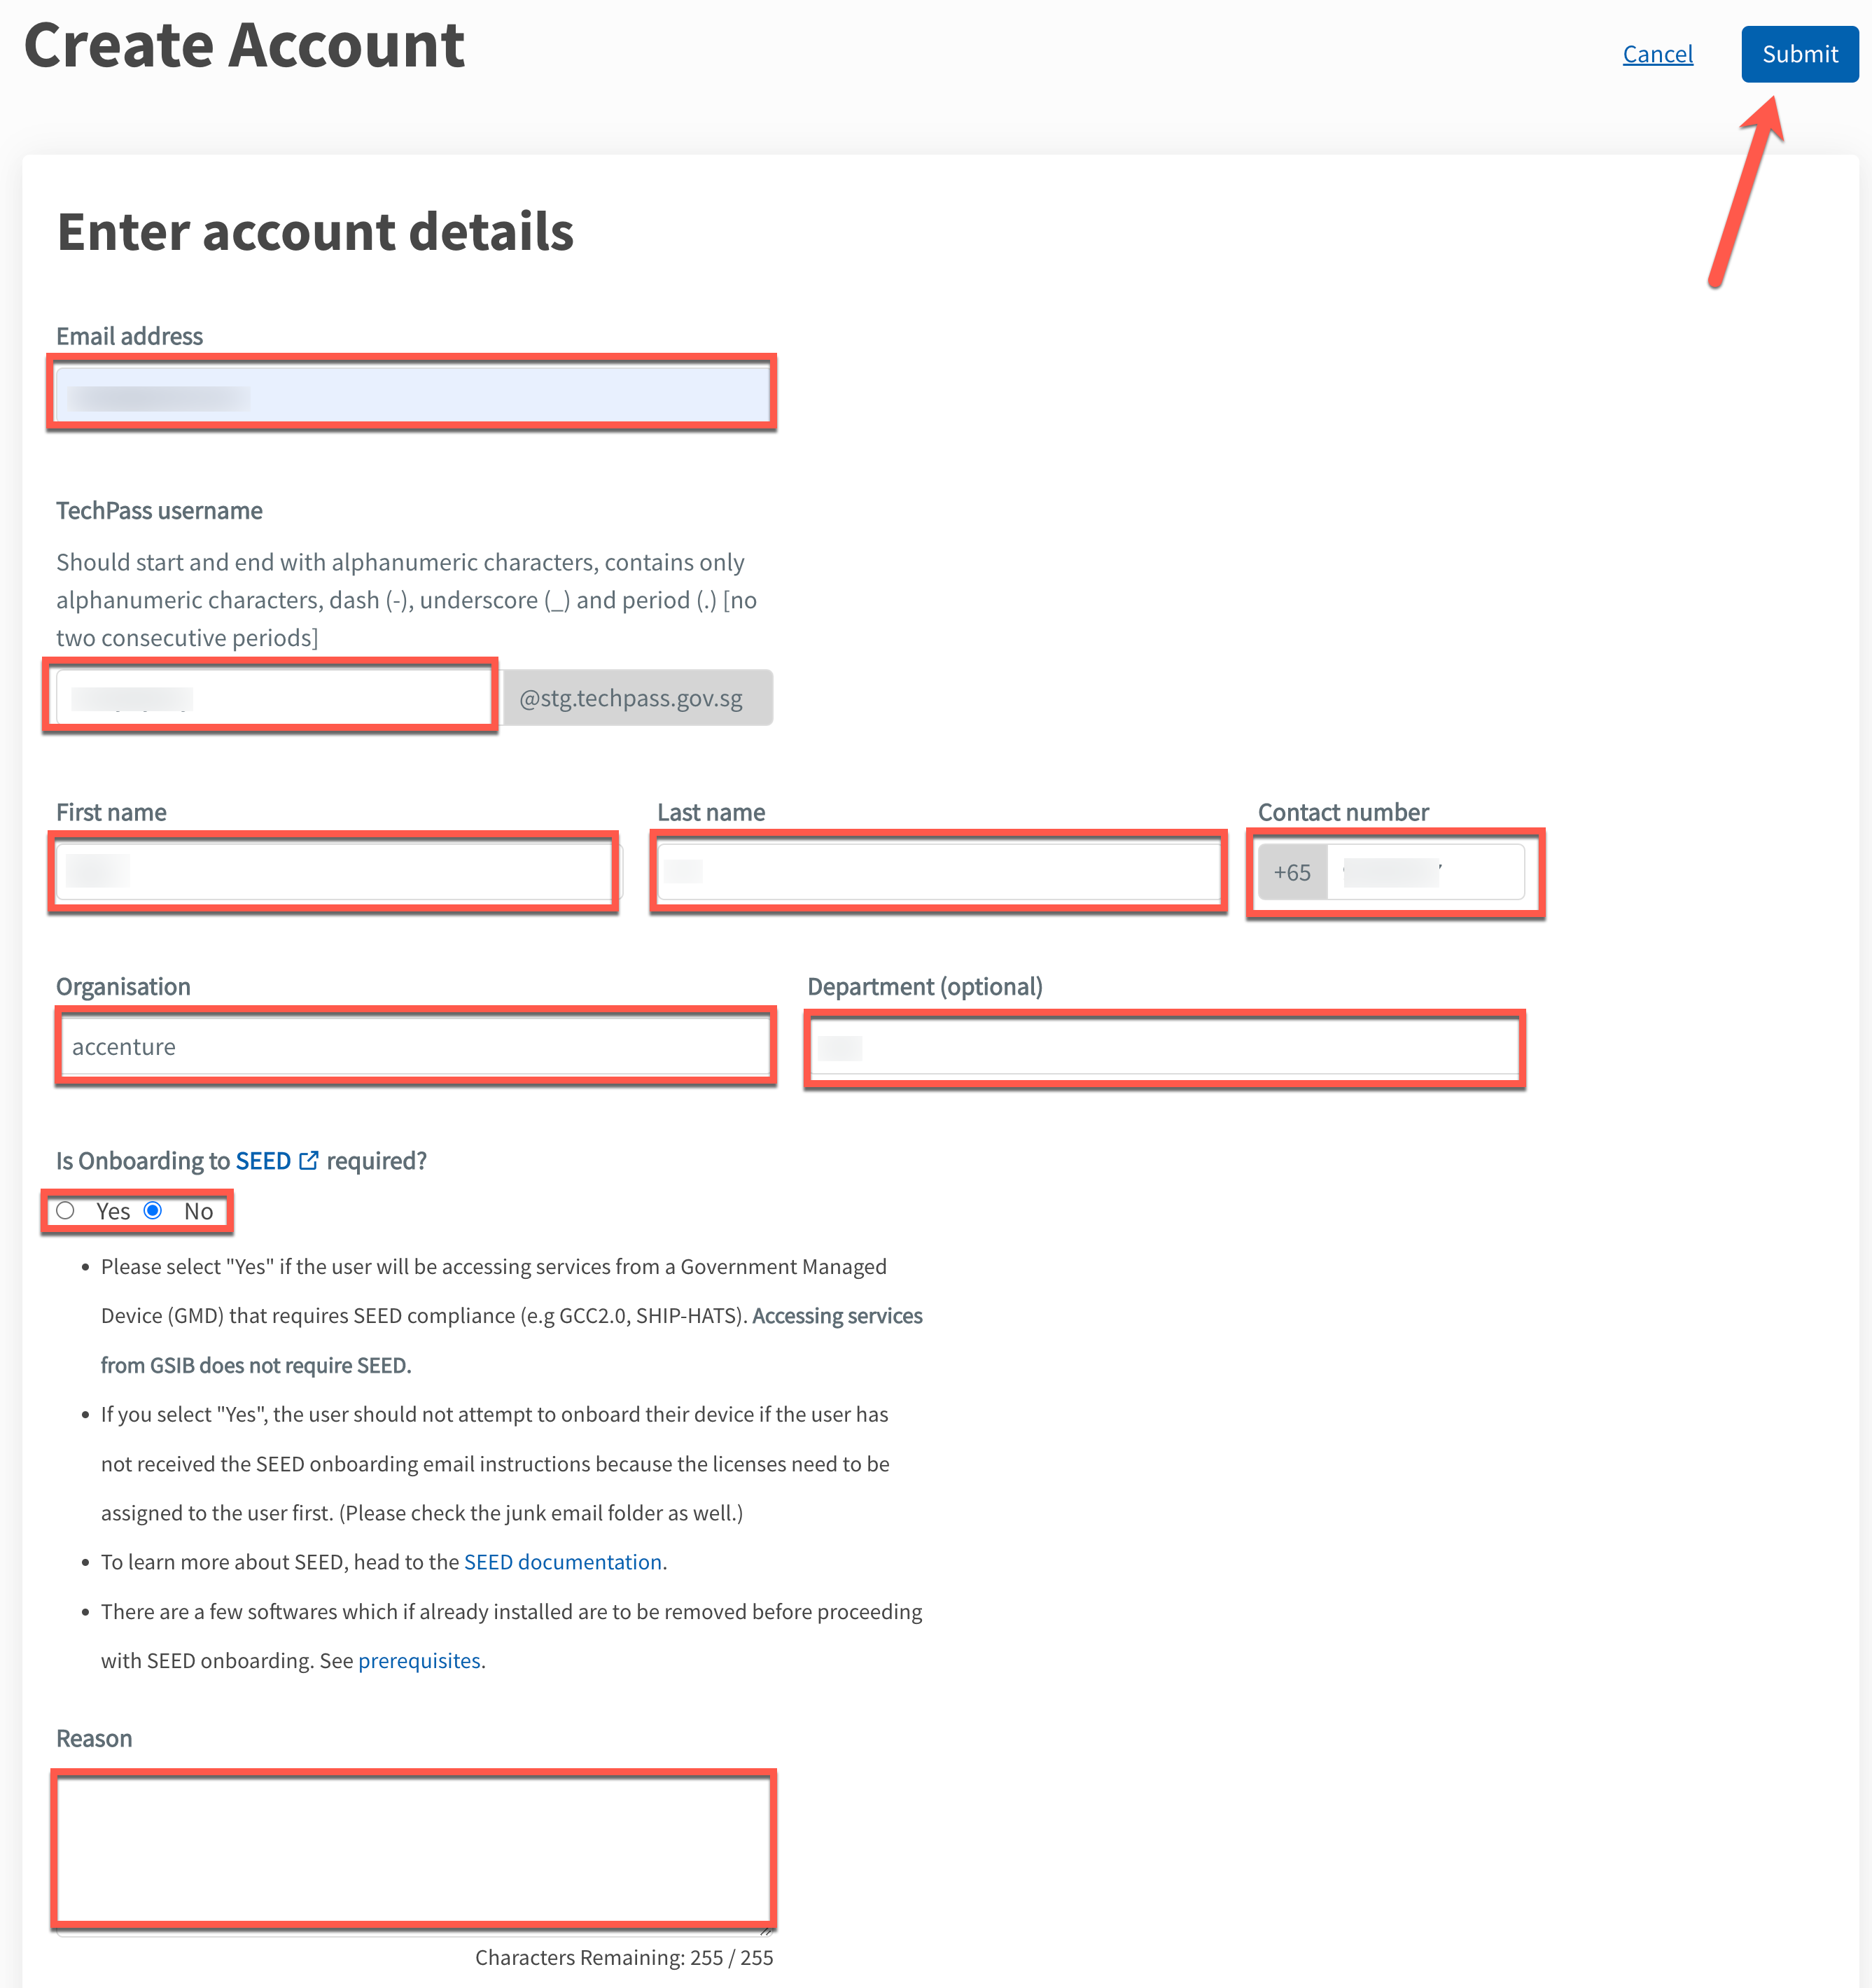 Create Account
Cancel
Submit
Enter account details
Email address
TechPass username
Should start and end with alphanumeric characters, contains only
alphanumeric characters, dash (-), underscore (_) and period (.) [no
two consecutive periods]
@stg.techpass.gov.sg
First name
Last name
Contact number
+65
Organisation
Department (optional)
accenture
Is Onboarding to SEED required?
Yes No
• Please select "Yes" if the user will be accessing services from a Government Managed
Device (GMD) that requires SEED compliance (e.g GCC2.0, SHIP-HATS). Accessing services
from GSIB does not require SEED.
• If you select "Yes", the user should not attempt to onboard their device if the user has
not received the SEED onboarding email instructions because the licenses need to be
assigned to the user first. (Please check the junk email folder as well.)
• To learn more about SEED, head to the SEED documentation.
• There are a few softwares which if already installed are to be removed before proceeding
with SEED onboarding. See prerequisites.
Reason
Characters Remaining: 255 / 255